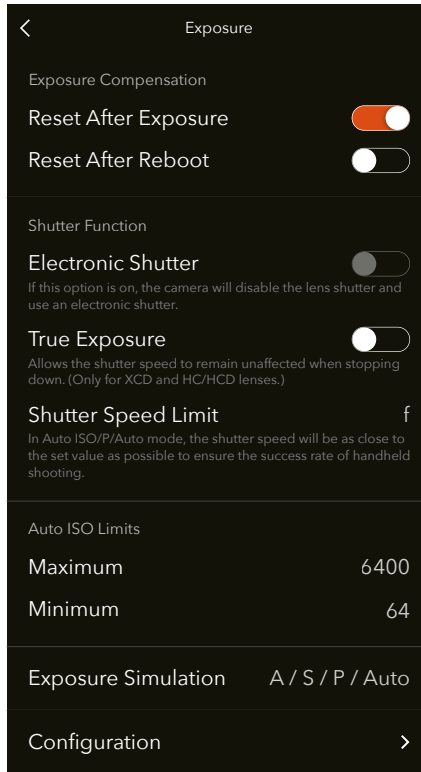 Exposure
Exposure Compensation
Reset After Exposure
Reset After Reboot
Shutter Function
Electronic Shutter
If this option is on, the camera will disable the lens shutter and
use an electronic shutter.
True Exposure
Allows the shutter speed to remain unaffected when stopping
down. (Only for XCD and HC/HCD lenses.)
Shutter Speed Limit f
In Auto ISO/P/Auto mode, the shutter speed will be as close to
the set value as possible to ensure the success rate of handheld
shooting.
Auto ISO Limits
Maximum 6400
Minimum 64
Exposure Simulation A / S / P / Auto
Configuration